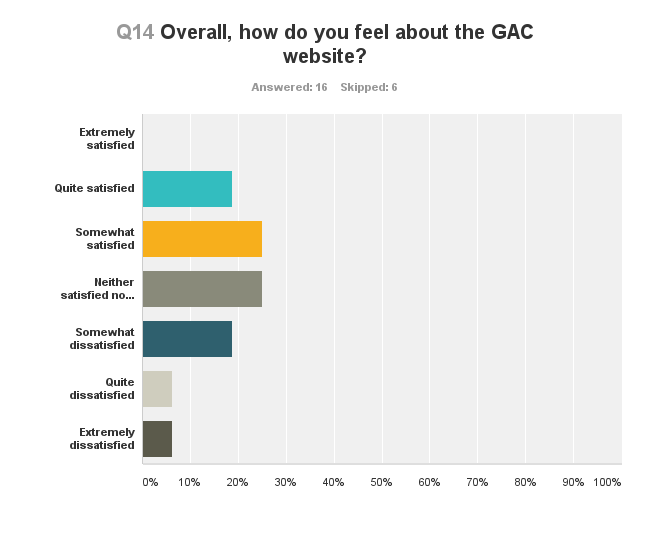 Q14 Overall, how do you feel about the GAC
website?
Answered: 16 Skipped: 6
Extremely
satisfied
Quite satisfied
Somewhat
satisfied
Neither
satisfied no...
Somewhat
dissatisfied
Quite
dissatisfied
Extremely
dissatisfied
0% 10% 20% 30% 40% 50% 60% 70% 80% 90% 100%